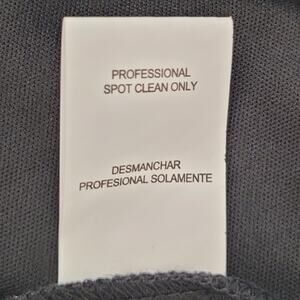 PROFESSIONAL
SPOT CLEAN ONLY
DESMANCHAR
PROFESIONAL SOLAMENTE